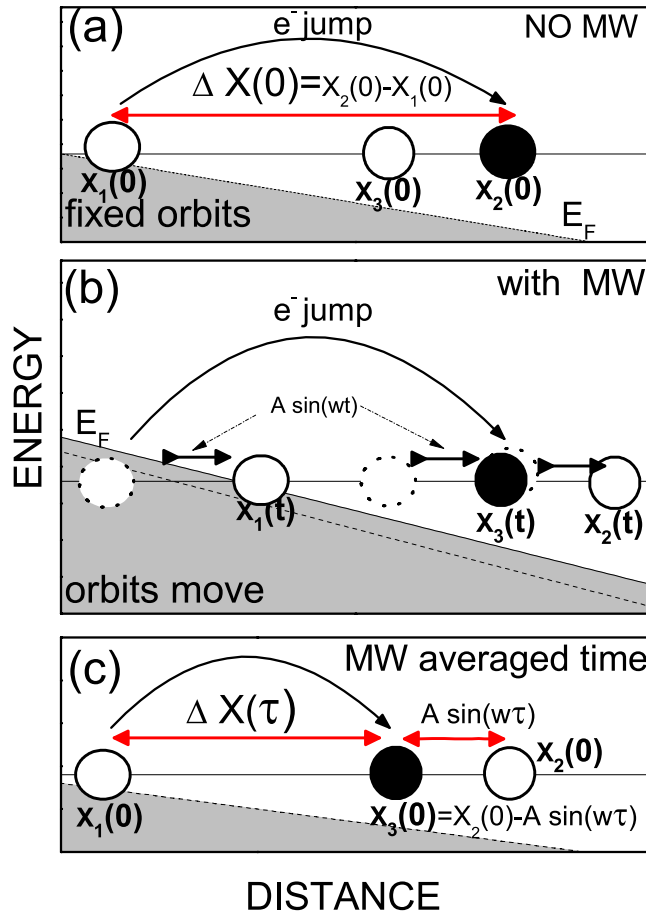 (a)
e⁻ jump
NO MW
Δ X(0)=X₂(0)-X₁(0)
x₁(0)
x₃(0)
x₂(0)
fixed orbits
E_F
(b)
with MW
e⁻ jump
A sin(wt)
E_F
x₁(t)
x₃(t)
x₂(t)
orbits move
ENERGY
(c)
MW averaged time
Δ X(τ)
A sin(wτ)
x₂(0)
x₁(0)
x₃(0)=X₂(0)-A sin(wτ)
DISTANCE